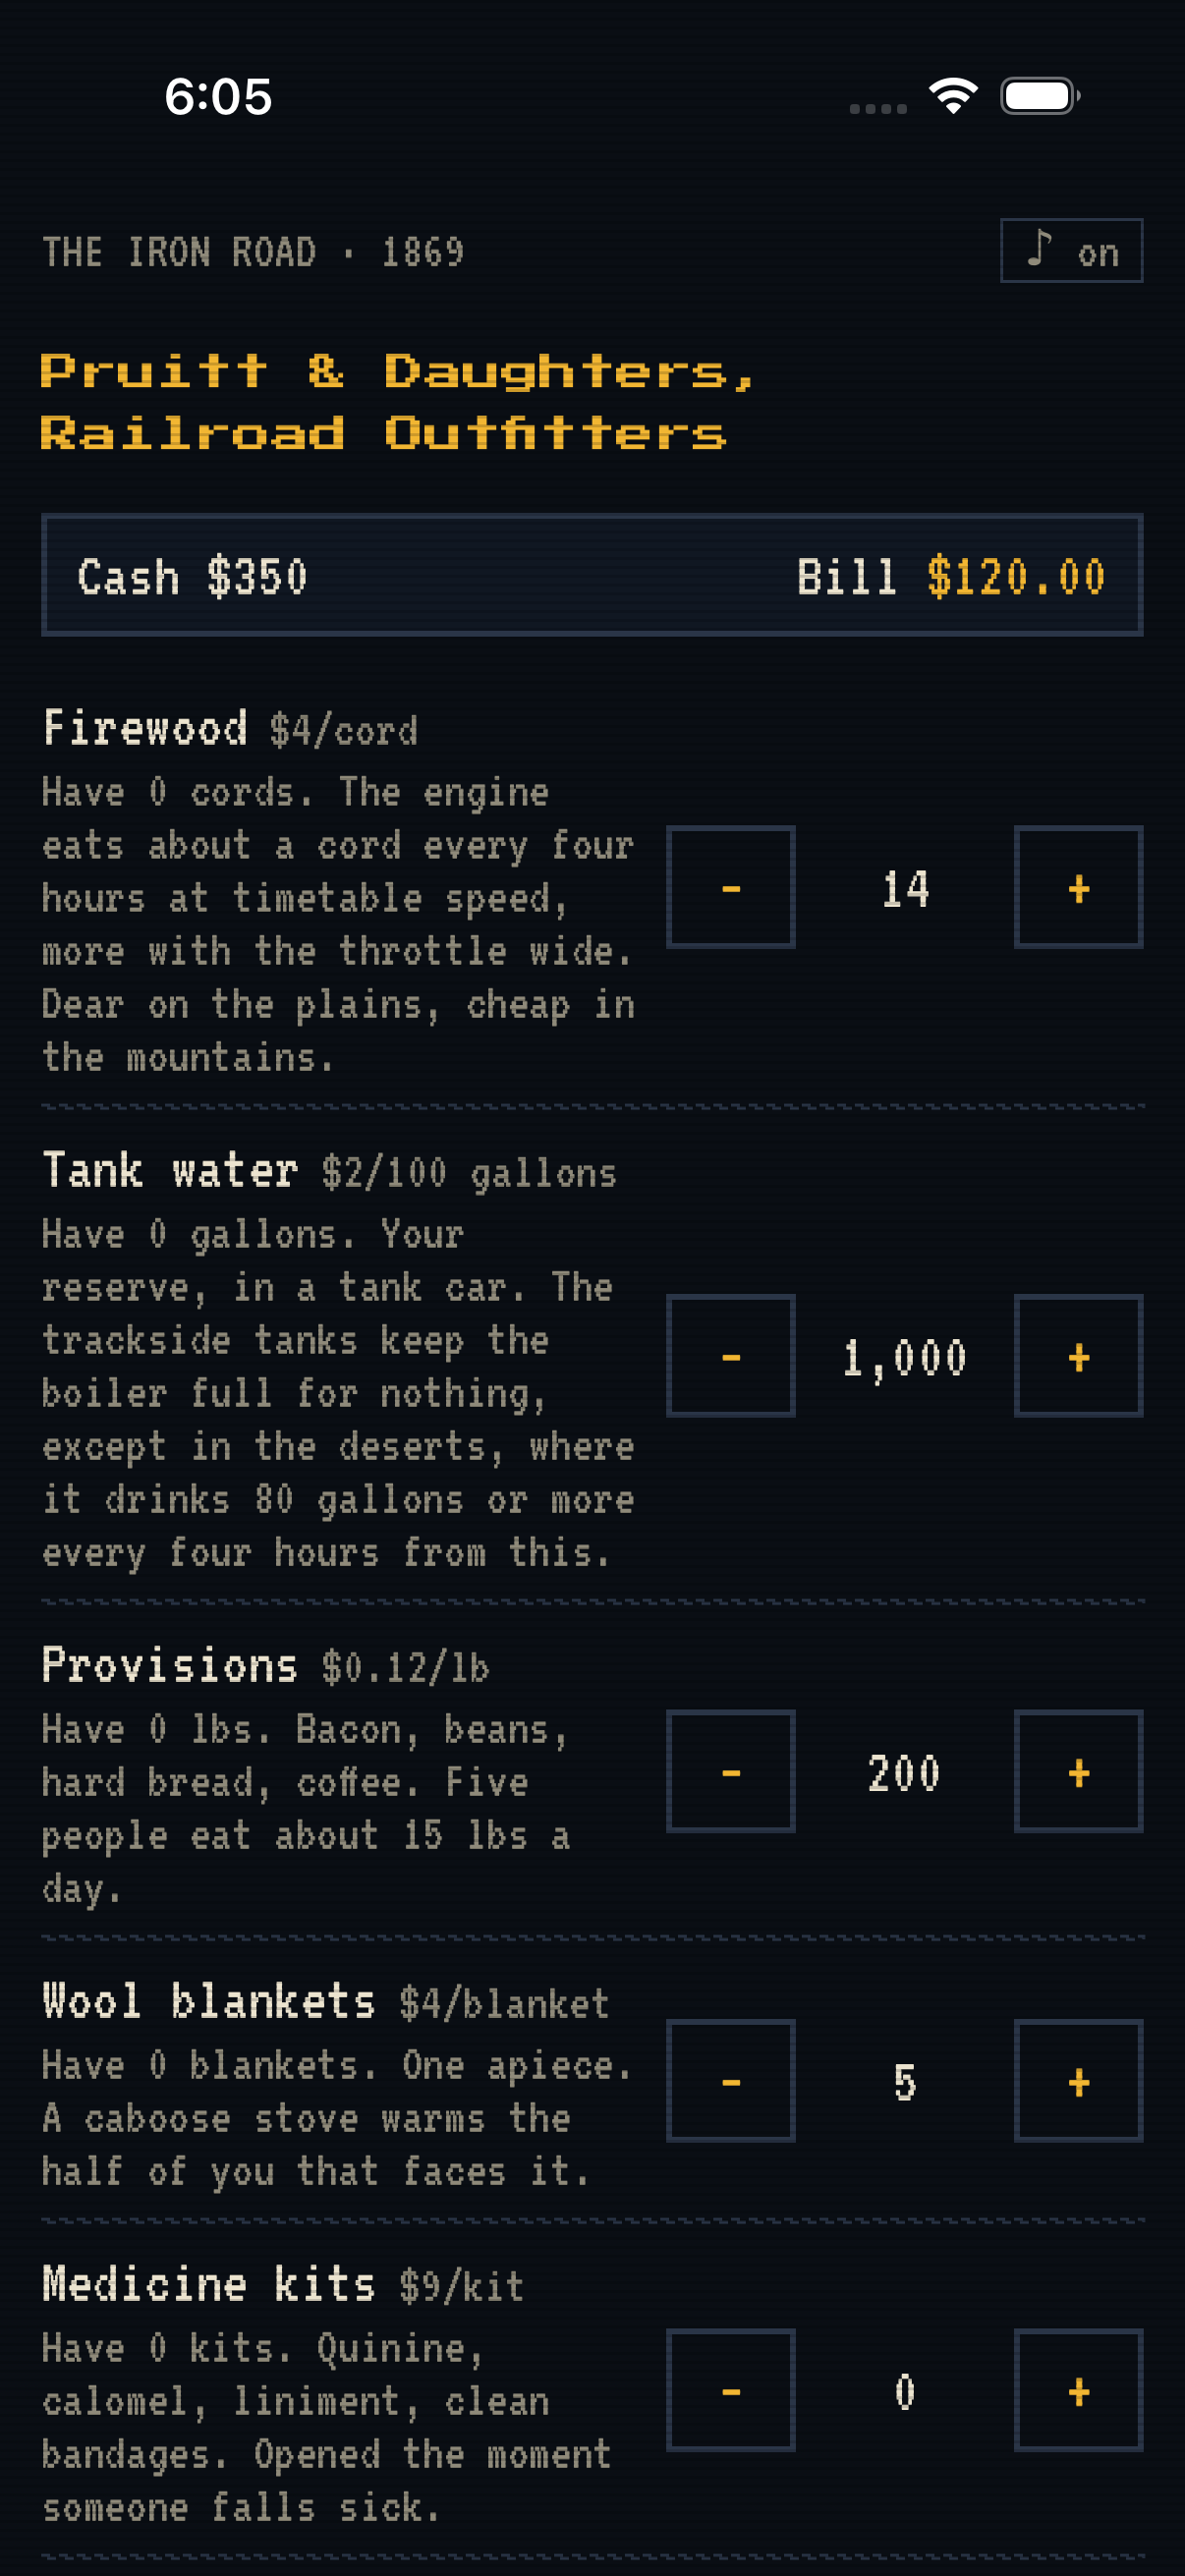 6:05
THE IRON ROAD · 1869
♪ on
Pruitt & Daughters,
Railroad Outfitters
Cash $350
Bill $120.00
Firewood $4/cord
Have 0 cords. The engine
eats about a cord every four
hours at timetable speed,
more with the throttle wide.
Dear on the plains, cheap in
the mountains.
- 14 +
Tank water $2/100 gallons
Have 0 gallons. Your
reserve, in a tank car. The
trackside tanks keep the
boiler full for nothing,
except in the deserts, where
it drinks 80 gallons or more
every four hours from this.
- 1,000 +
Provisions $0.12/lb
Have 0 lbs. Bacon, beans,
hard bread, coffee. Five
people eat about 15 lbs a
day.
- 200 +
Wool blankets $4/blanket
Have 0 blankets. One apiece.
A caboose stove warms the
half of you that faces it.
- 5 +
Medicine kits $9/kit
Have 0 kits. Quinine,
calomel, liniment, clean
bandages. Opened the moment
someone falls sick.
- 0 +